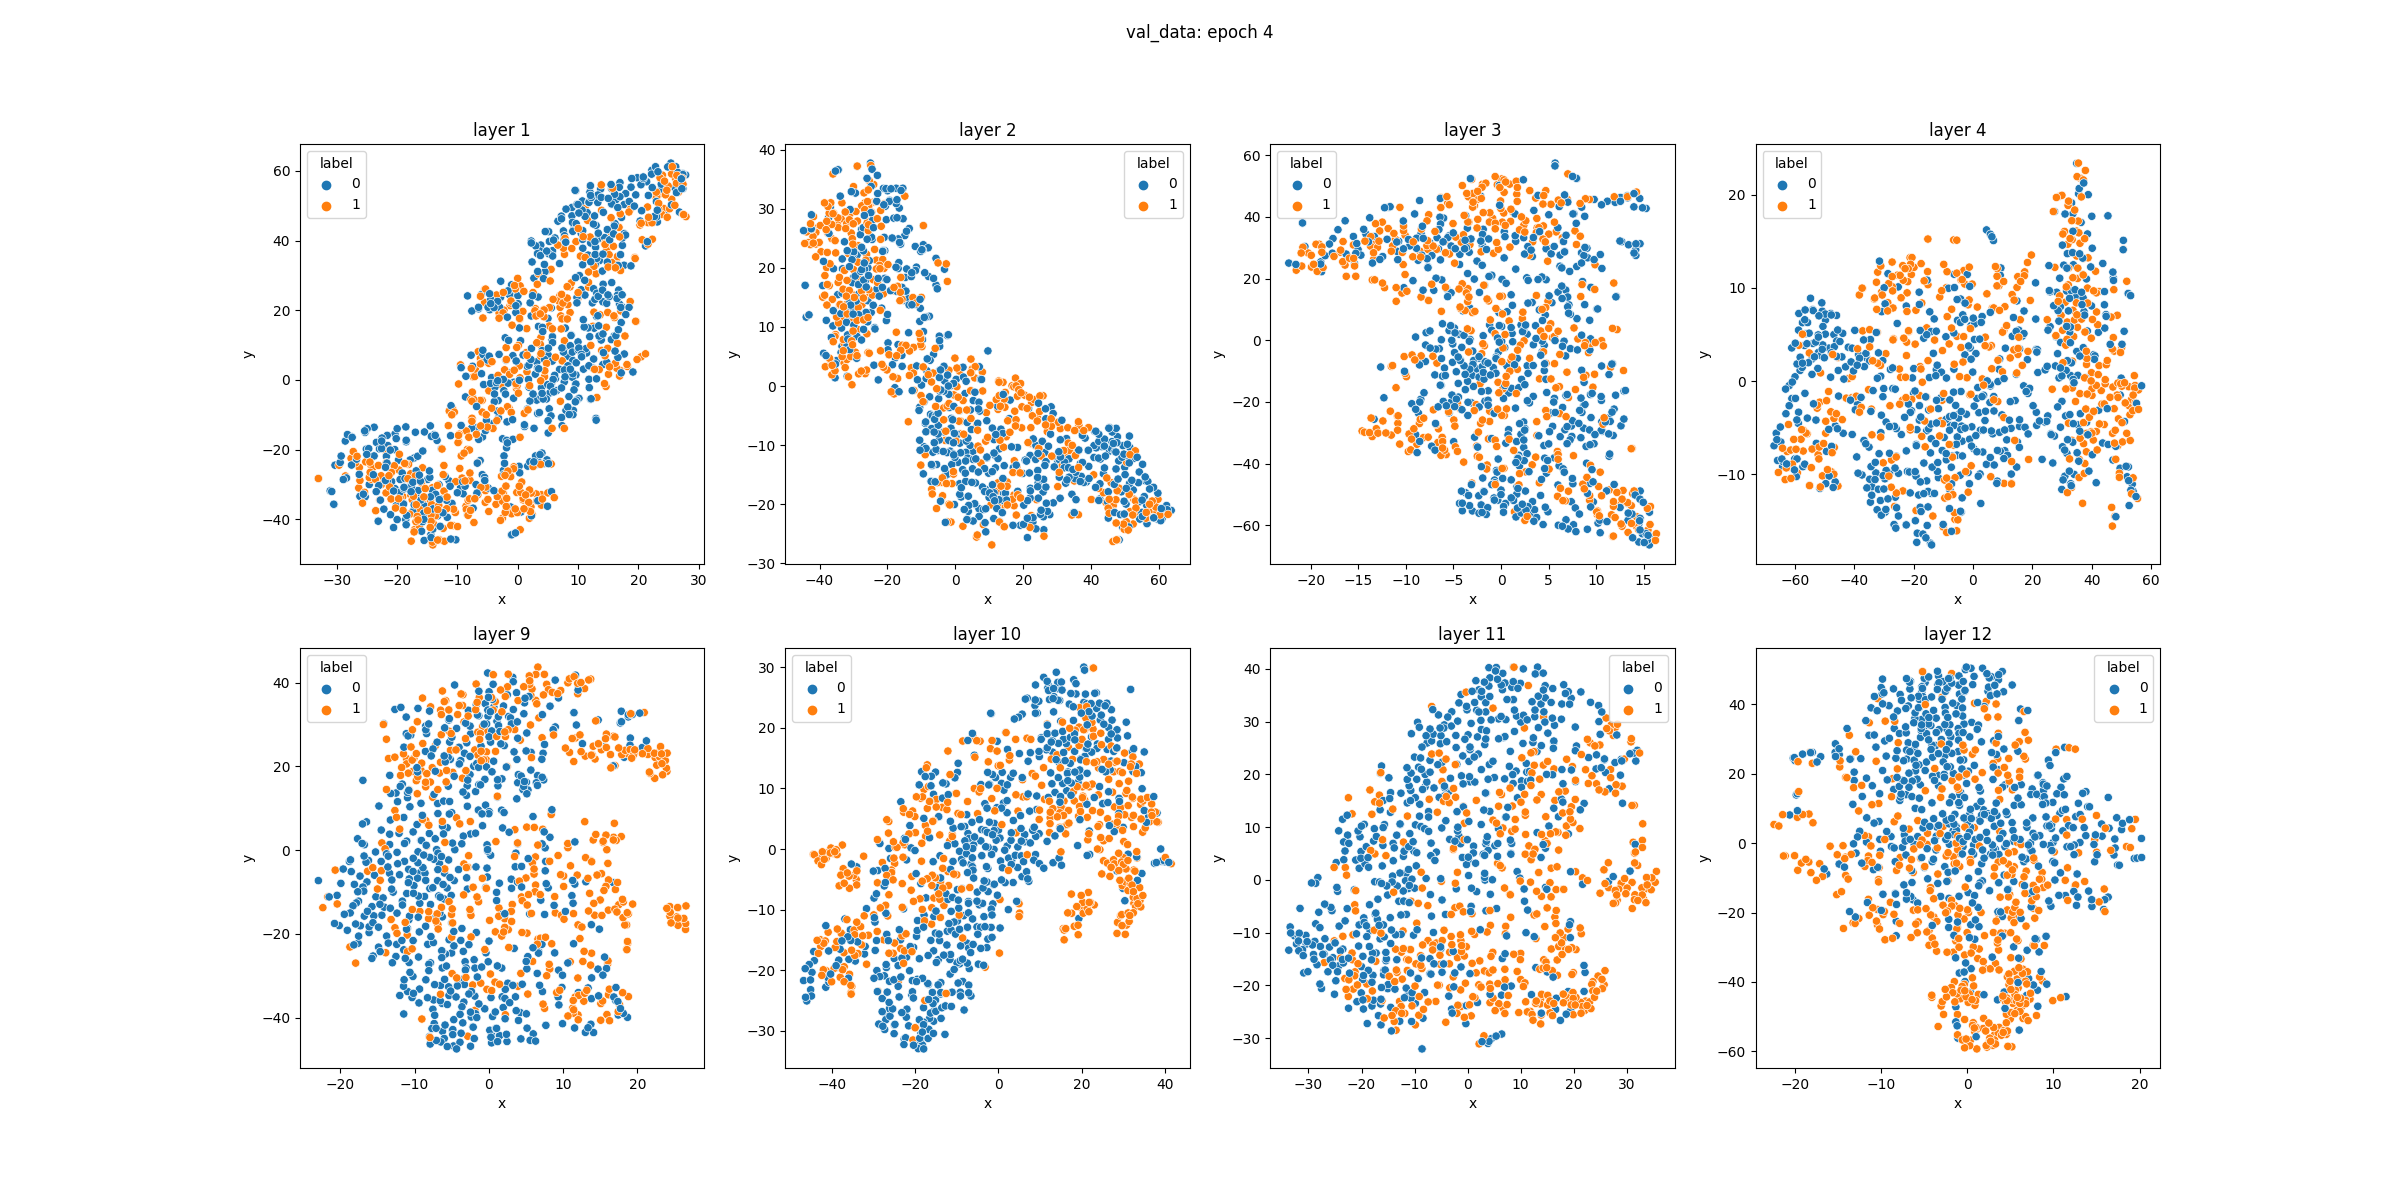 val_data: epoch 4
layer 1
layer 2
layer 3
layer 4
label
0
1
label
0
1
label
0
1
label
0
1
y
60
40
20
0
−20
−40
y
40
30
20
10
0
−10
−20
−30
y
60
40
20
0
−20
−40
−60
y
20
10
0
−10
−30 −20 −10 0 10 20 30
−40 −20 0 20 40 60
−20 −15 −10 −5 0 5 10 15
−60 −40 −20 0 20 40 60
x
x
x
x
layer 9
layer 10
layer 11
layer 12
label
0
1
label
0
1
label
0
1
label
0
1
y
40
20
0
−20
−40
y
30
20
10
0
−10
−20
−30
y
40
30
20
10
0
−10
−20
−30
y
40
20
0
−20
−40
−60
−20 −10 0 10 20
−40 −20 0 20 40
−30 −20 −10 0 10 20 30
−20 −10 0 10 20
x
x
x
x